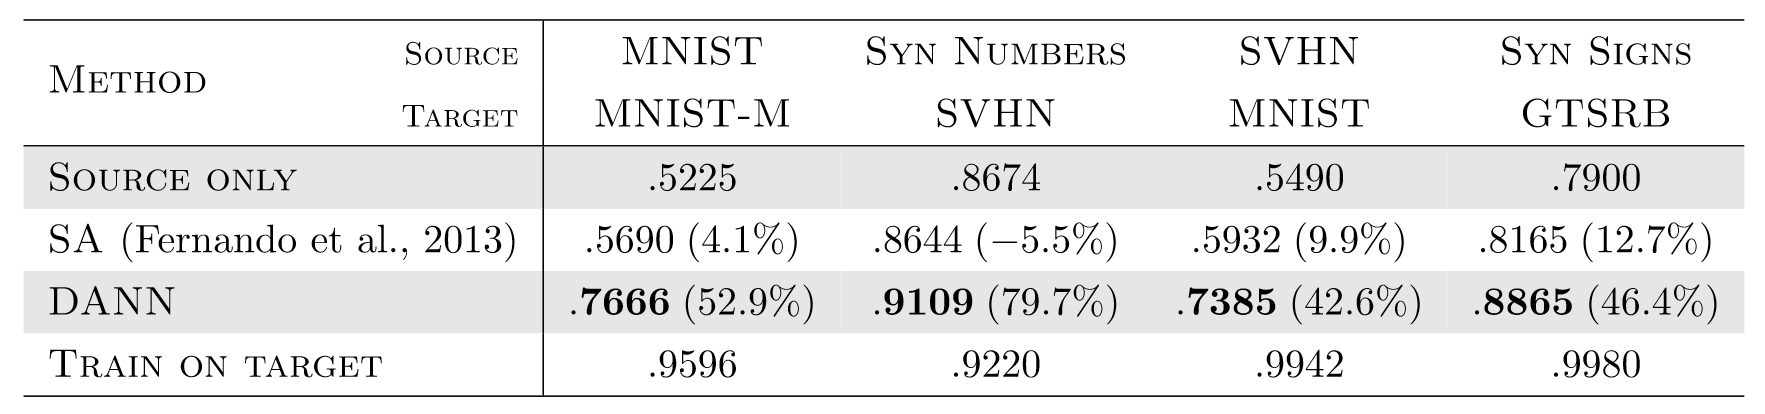 METHOD SOURCE MNIST SYN NUMBERS SVHN SYN SIGNS
TARGET MNIST-M SVHN MNIST GTSRB
SOURCE ONLY .5225 .8674 .5490 .7900
SA (Fernando et al., 2013) .5690 (4.1%) .8644 (−5.5%) .5932 (9.9%) .8165 (12.7%)
DANN .7666 (52.9%) .9109 (79.7%) .7385 (42.6%) .8865 (46.4%)
TRAIN ON TARGET .9596 .9220 .9942 .9980